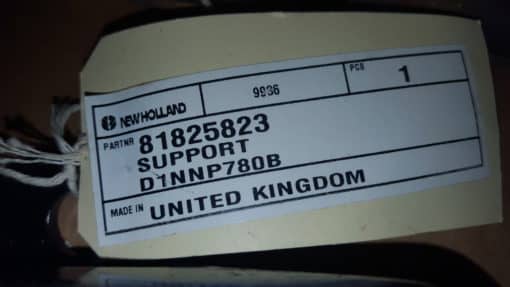 NEW HOLLAND 9936 PCS 1
PARTNR 81825823
SUPPORT
D1NNP780B
MADE IN UNITED KINGDOM